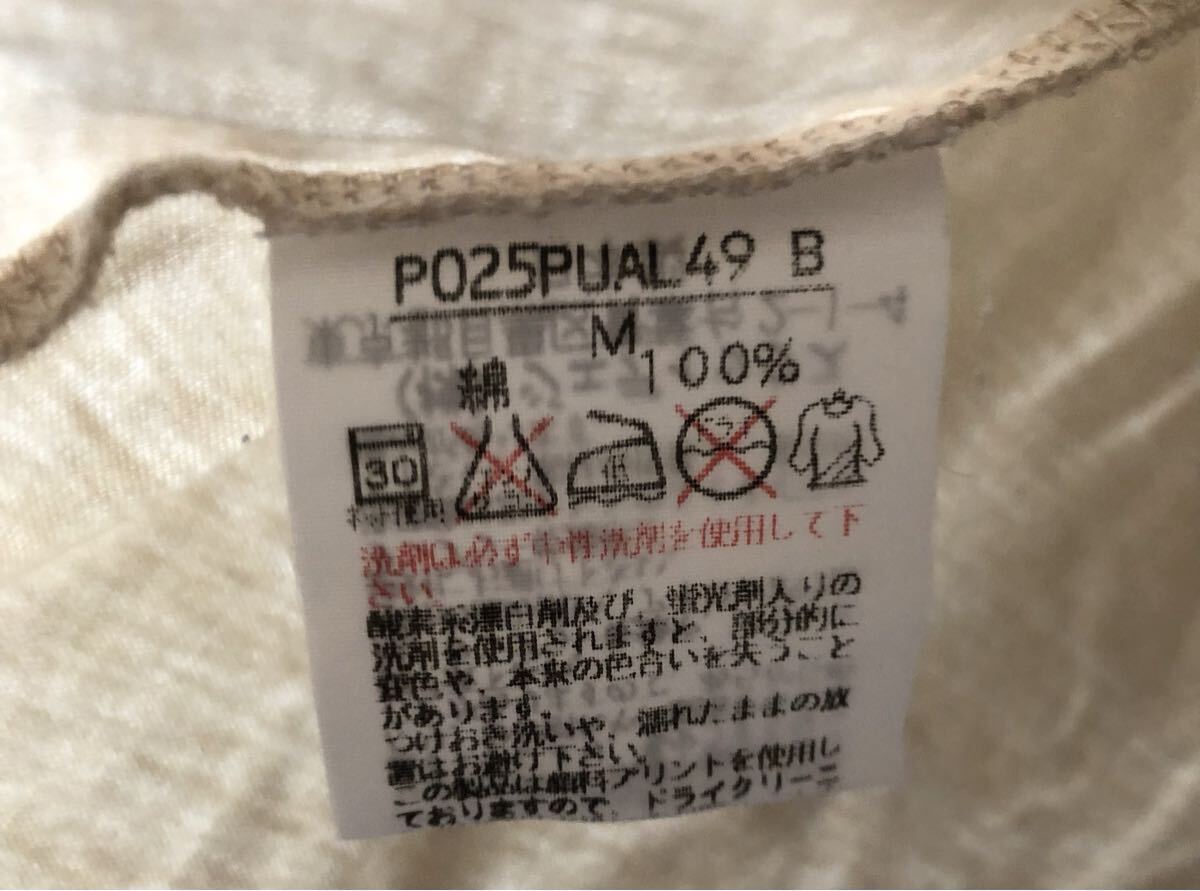 P025PUAL49 B
M
綿 100%
30
低
洗剤は必ず中性洗剤を使用して下
さい。
酸素系漂白剤及び、蛍光剤入りの
洗剤を使用されますと、部分的に
変色や、本来の色合いを失うこと
があります。
つけおき洗いや、濡れたままの放
置はお避け下さい。
この製品は顔料プリントを使用し
ておりますので、ドライクリーニ